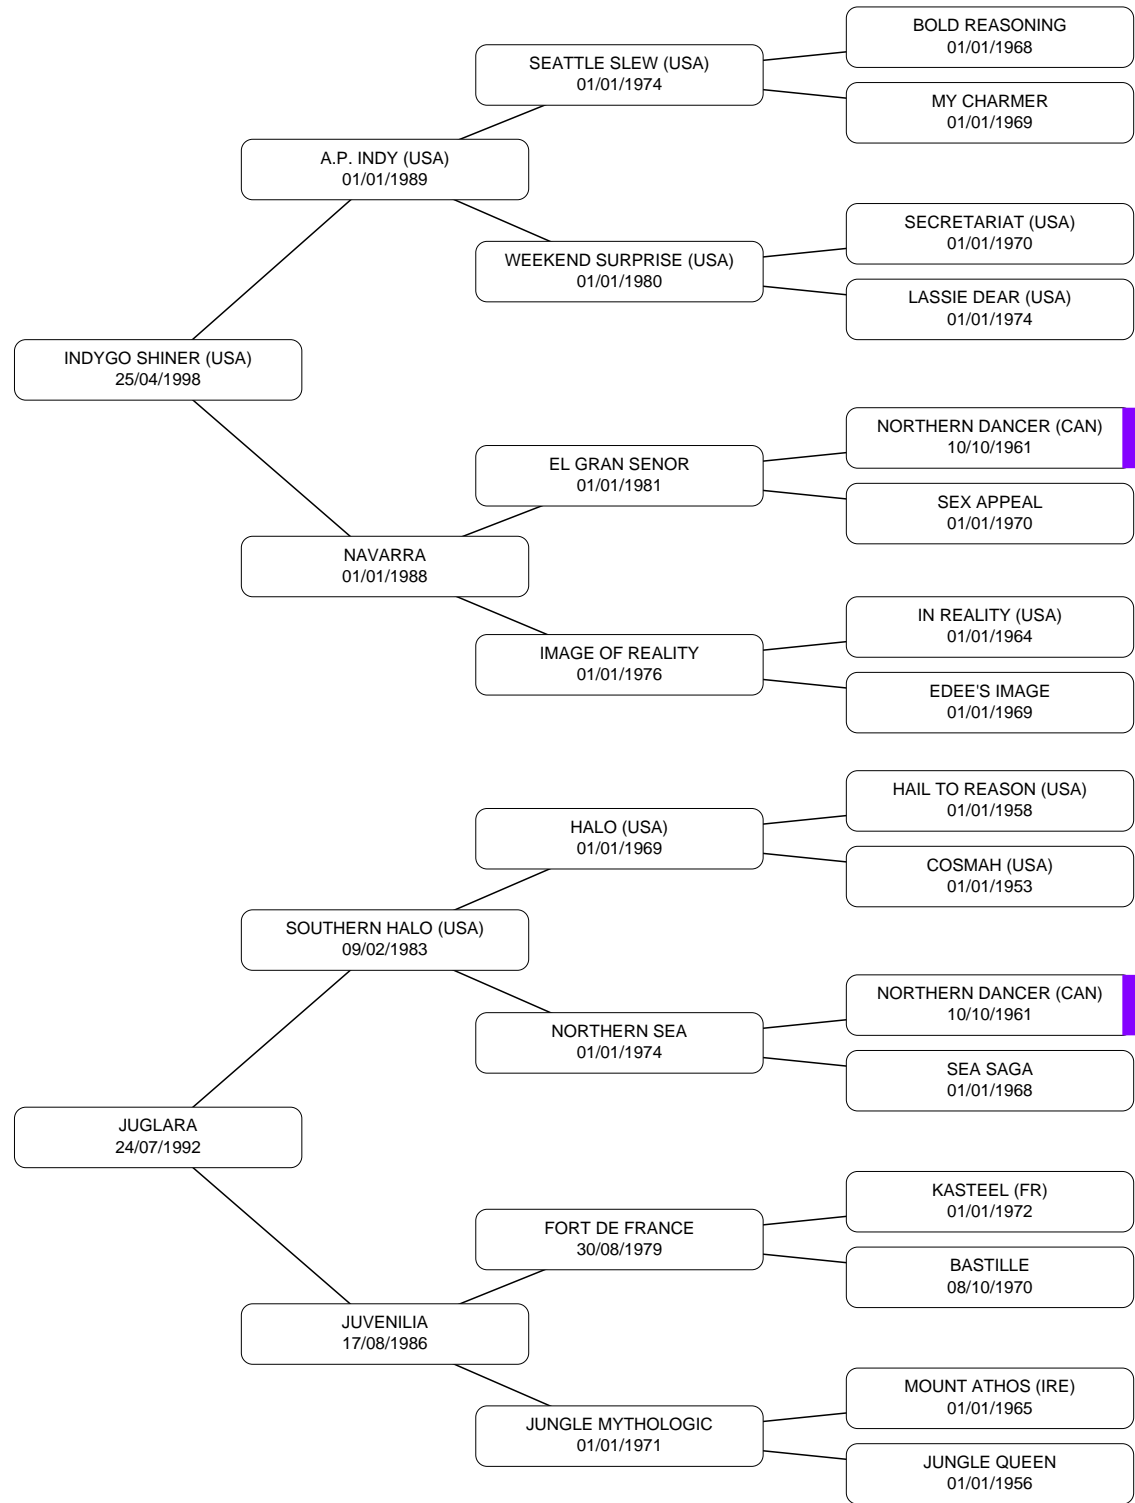 BOLD REASONING
01/01/1968
SEATTLE SLEW (USA)
01/01/1974
MY CHARMER
01/01/1969
A.P. INDY (USA)
01/01/1989
SECRETARIAT (USA)
01/01/1970
WEEKEND SURPRISE (USA)
01/01/1980
LASSIE DEAR (USA)
01/01/1974
INDYGO SHINER (USA)
25/04/1998
NORTHERN DANCER (CAN)
10/10/1961
EL GRAN SENOR
01/01/1981
SEX APPEAL
01/01/1970
NAVARRA
01/01/1988
IN REALITY (USA)
01/01/1964
IMAGE OF REALITY
01/01/1976
EDEE'S IMAGE
01/01/1969
HAIL TO REASON (USA)
01/01/1958
HALO (USA)
01/01/1969
COSMAH (USA)
01/01/1953
SOUTHERN HALO (USA)
09/02/1983
NORTHERN DANCER (CAN)
10/10/1961
NORTHERN SEA
01/01/1974
SEA SAGA
01/01/1968
JUGLARA
24/07/1992
KASTEEL (FR)
01/01/1972
FORT DE FRANCE
30/08/1979
BASTILLE
08/10/1970
JUVENILIA
17/08/1986
MOUNT ATHOS (IRE)
01/01/1965
JUNGLE MYTHOLOGIC
01/01/1971
JUNGLE QUEEN
01/01/1956